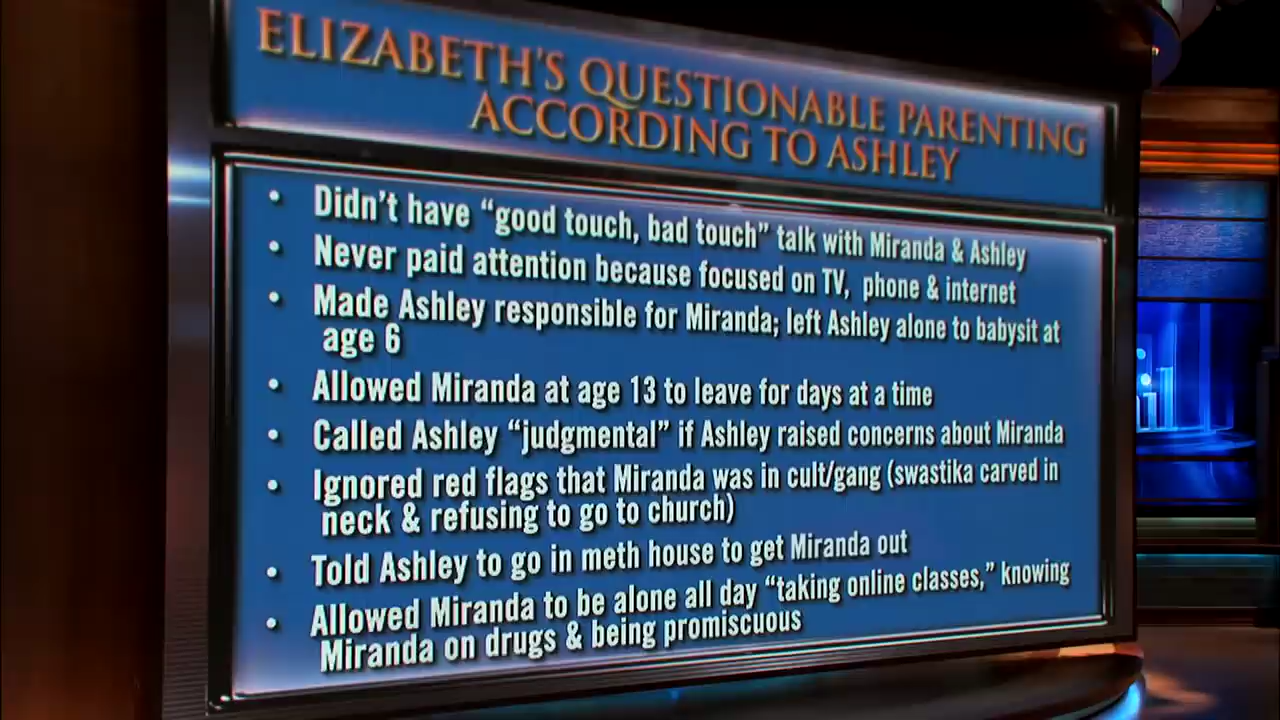 ELIZABETH'S QUESTIONABLE PARENTING
ACCORDING TO ASHLEY
• Didn't have “good touch, bad touch” talk with Miranda & Ashley
• Never paid attention because focused on TV, phone & internet
• Made Ashley responsible for Miranda; left Ashley alone to babysit at
age 6
• Allowed Miranda at age 13 to leave for days at a time
• Called Ashley “judgmental” if Ashley raised concerns about Miranda
• Ignored red flags that Miranda was in cult/gang (swastika carved in
neck & refusing to go to church)
• Told Ashley to go in meth house to get Miranda out
• Allowed Miranda to be alone all day “taking online classes,” knowing
Miranda on drugs & being promiscuous